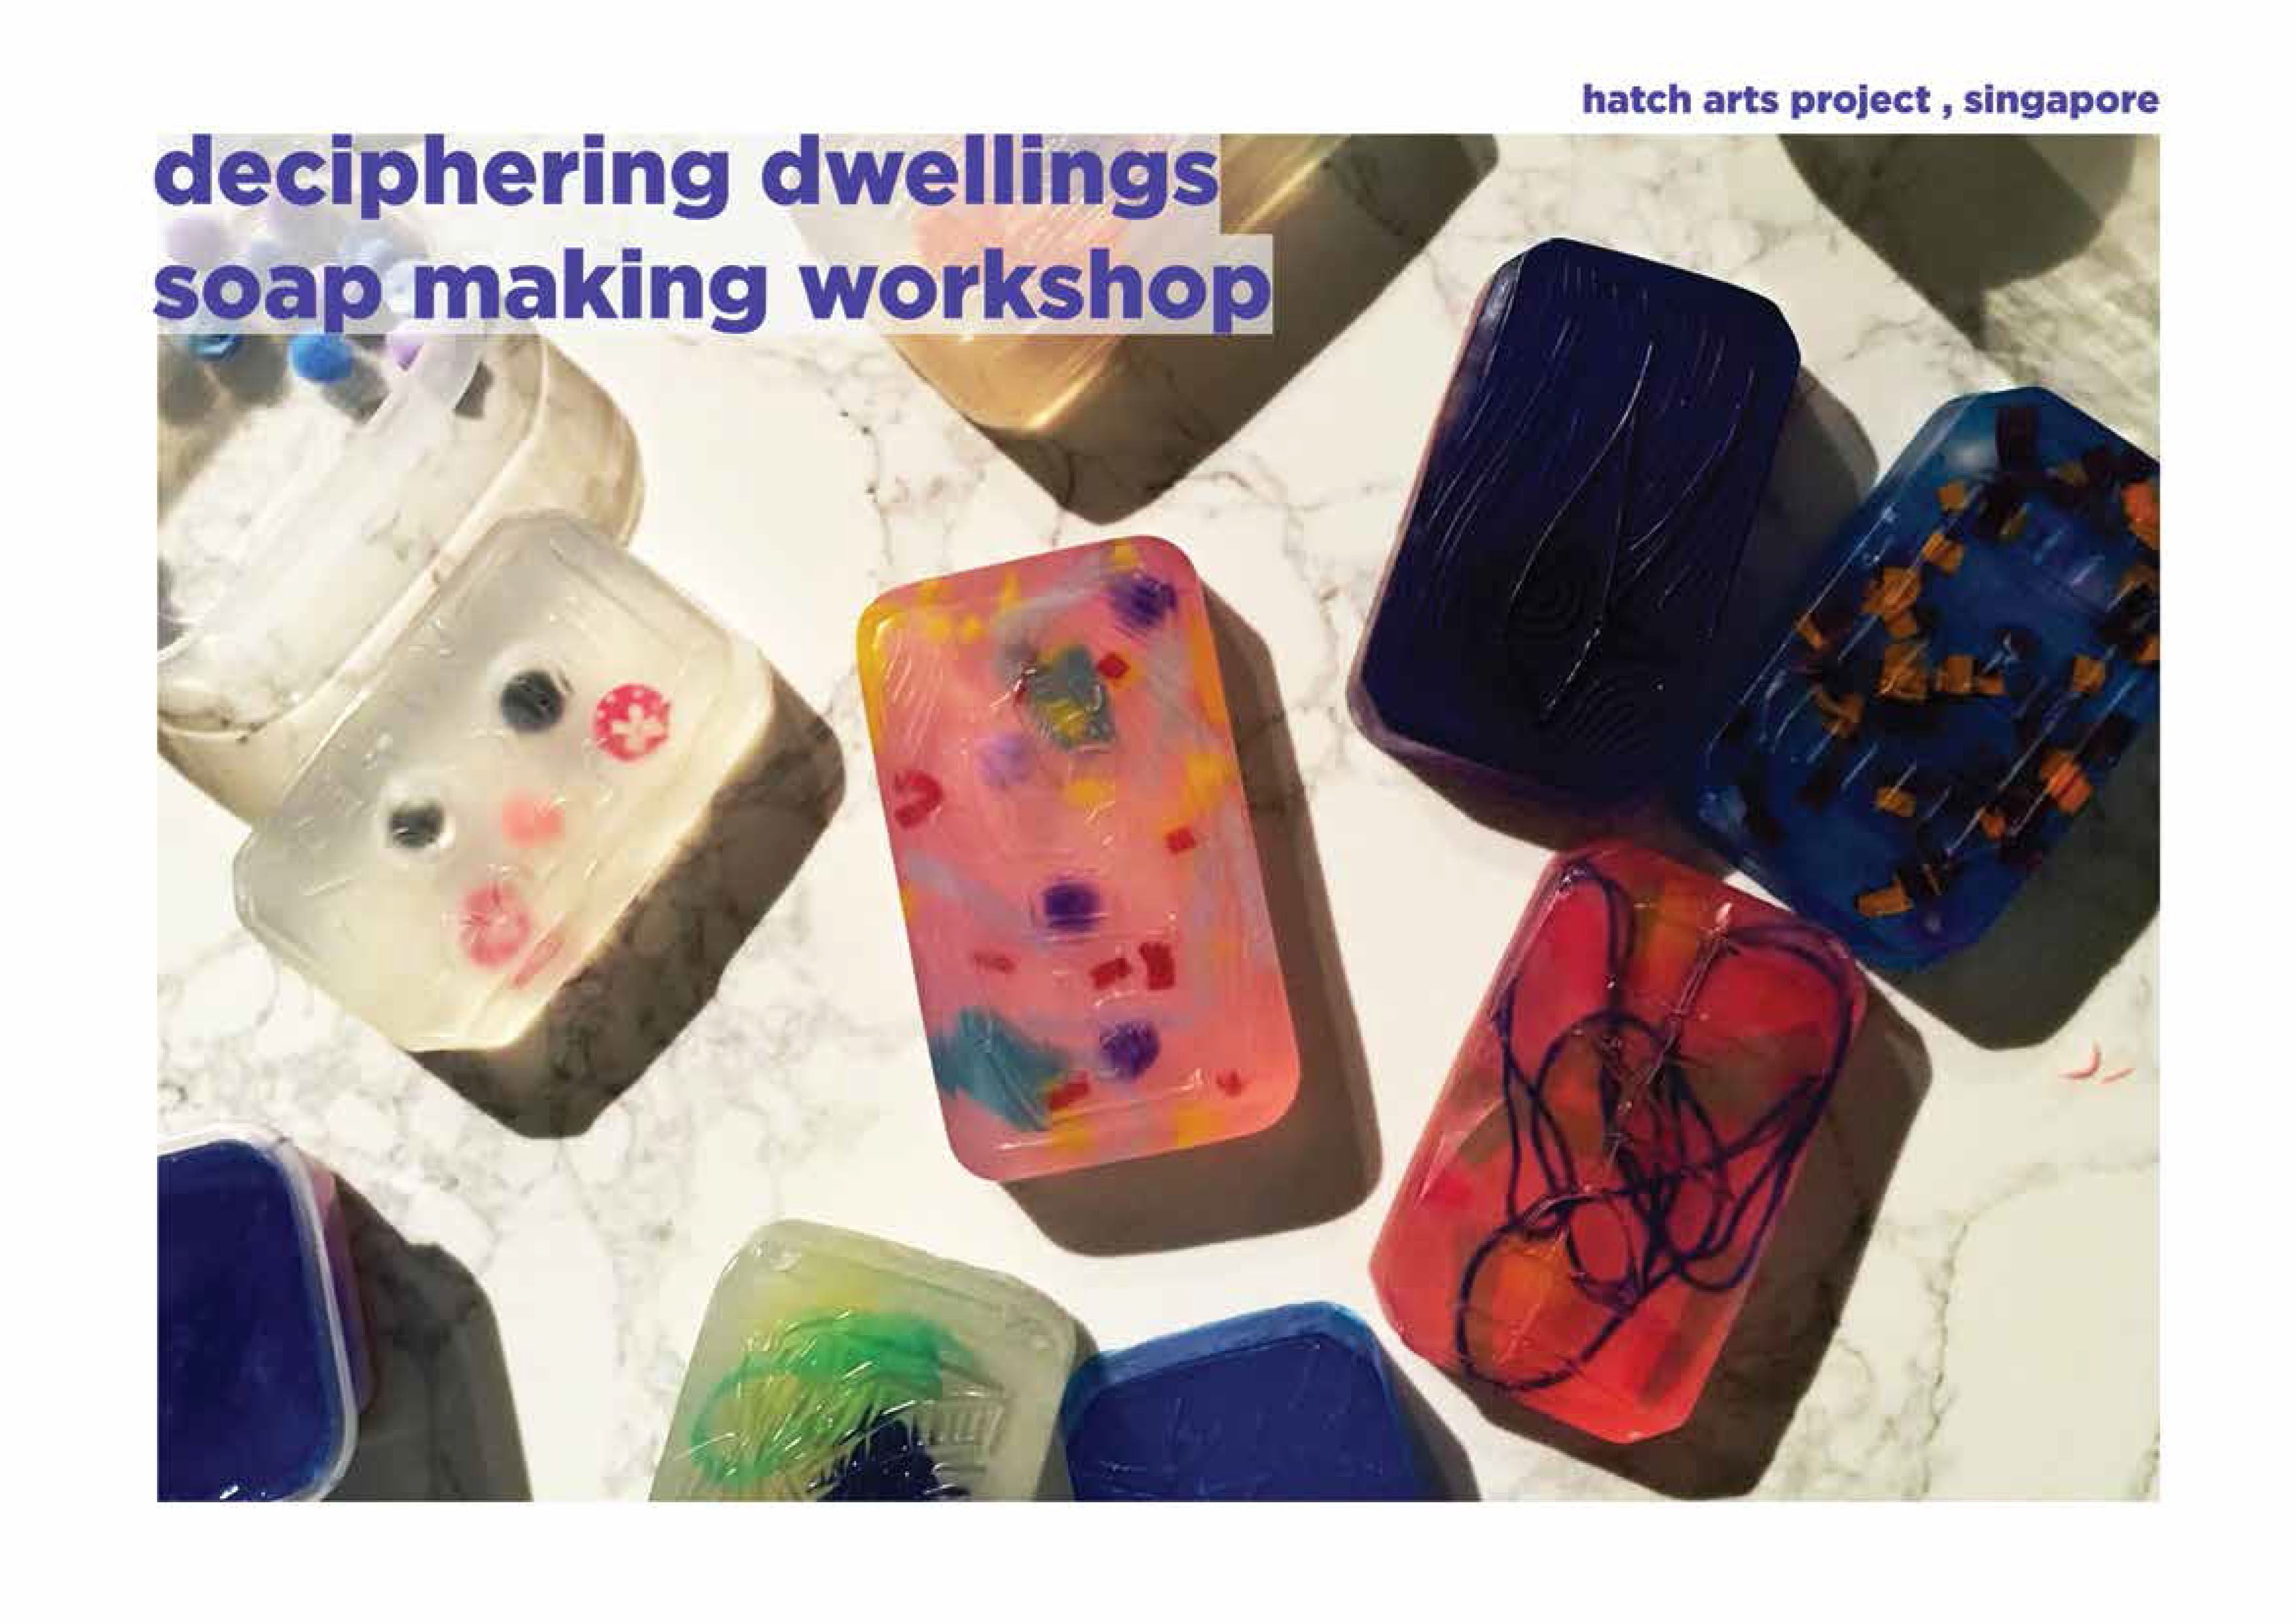 hatch arts project , singapore
deciphering dwellings
soap making workshop